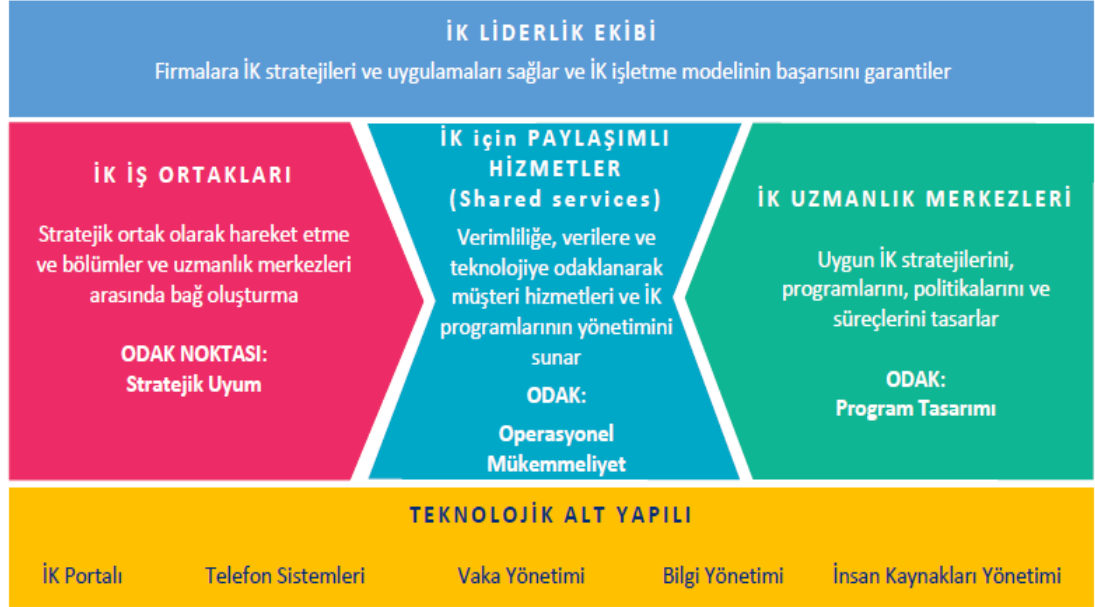 İK LİDERLİK EKİBİ
Firmalara İK stratejileri ve uygulamaları sağlar ve İK işletme modelinin başarısını garantiler
İK İŞ ORTAKLARI
Stratejik ortak olarak hareket etme
ve bölümler ve uzmanlık merkezleri
arasında bağ oluşturma
ODAK NOKTASI:
Stratejik Uyum
İK için PAYLAŞIMLI
HİZMETLER
(Shared services)
Verimliliğe, verilere ve
teknolojiye odaklanarak
müşteri hizmetleri ve İK
programlarının yönetimini
sunar
ODAK:
Operasyonel
Mükemmeliyet
İK UZMANLIK MERKEZLERİ
Uygun İK stratejilerini,
programlarını, politikalarını ve
süreçlerini tasarlar
ODAK:
Program Tasarımı
TEKNOLOJİK ALT YAPILI
İK Portalı Telefon Sistemleri Vaka Yönetimi Bilgi Yönetimi İnsan Kaynakları Yönetimi